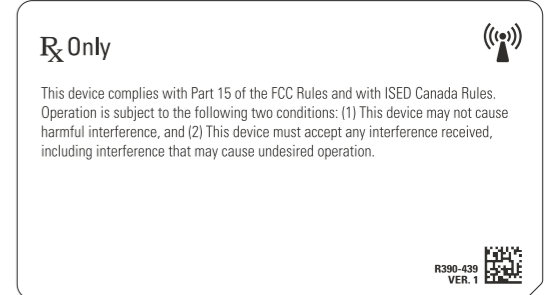 ℞ Only
This device complies with Part 15 of the FCC Rules and with ISED Canada Rules.
Operation is subject to the following two conditions: (1) This device may not cause
harmful interference, and (2) This device must accept any interference received,
including interference that may cause undesired operation.
R390-439
VER. 1